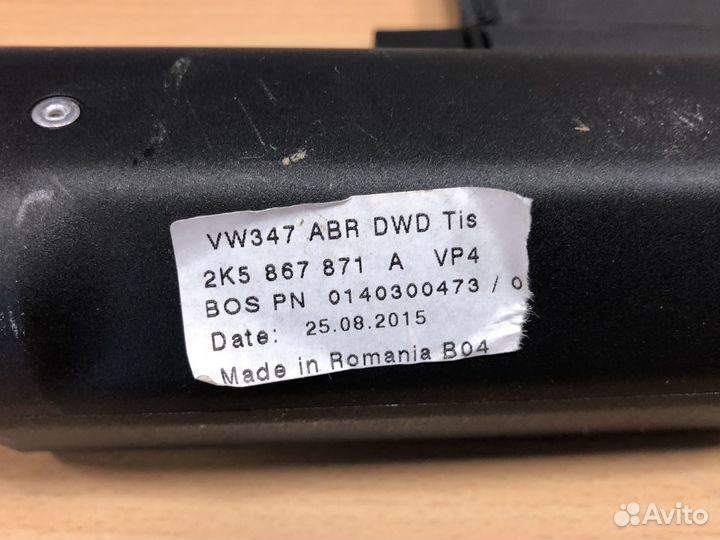 VW347 ABR DWD Tis
2K5 867 871 A VP4
BOS PN 0140300473 / 0
Date: 25.08.2015
Made in Romania B04
Avito